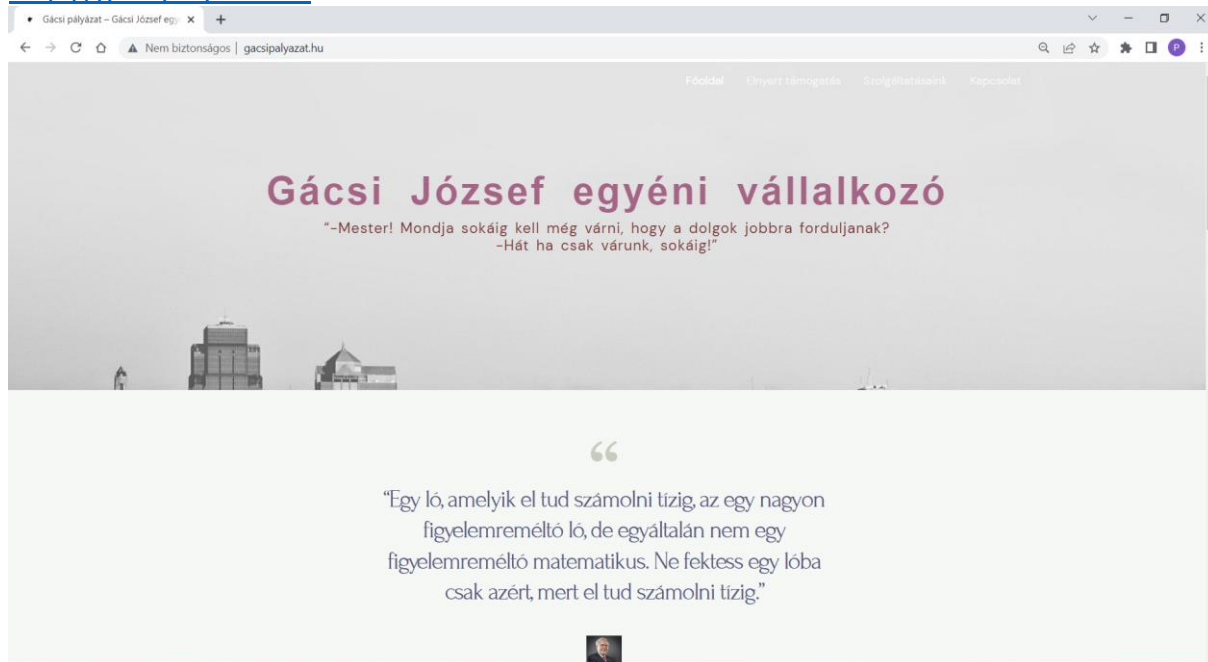 Gácsi pályázat – Gácsi József egy
Nem biztonságos | gacsipalyazat.hu
Főoldal Elnyert támogatás Szolgáltatásaink Kapcsolat
Gácsi József egyéni vállalkozó
“-Mester! Mondja sokáig kell még várni, hogy a dolgok jobbra forduljanak?
-Hát ha csak várunk, sokáig!”
“
“Egy ló, amelyik el tud számolni tízig, az egy nagyon
figyelemreméltó ló, de egyáltalán nem egy
figyelemreméltó matematikus. Ne fektess egy lóba
csak azért, mert el tud számolni tízig.”